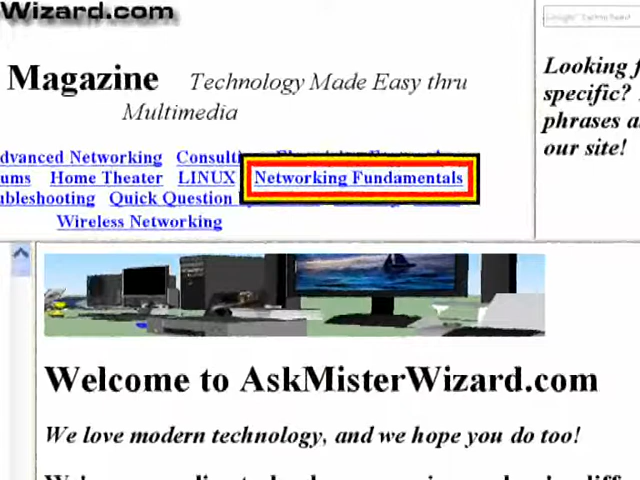 Wizard.com
Magazine Technology Made Easy thru
Multimedia
Looking f
specific?
phrases a
our site!
dvanced Networking Consulti
ums Home Theater LINUX Networking Fundamentals
ubleshooting Quick Question
Wireless Networking
Welcome to AskMisterWizard.com
We love modern technology, and we hope you do too!